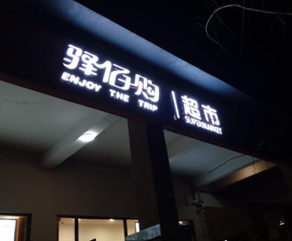 驿佰购
ENJOY THE TRIP
超市
SUPERMARKET